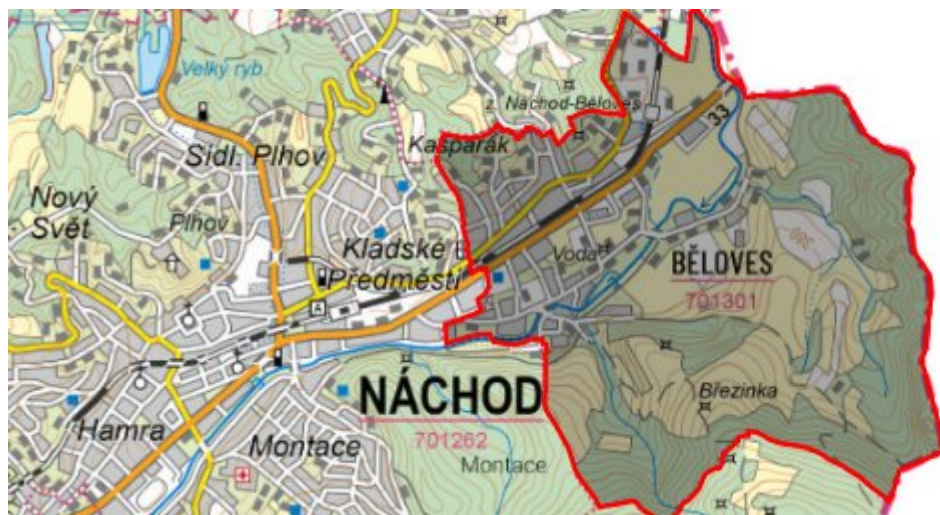 Velký ryb.
z. Náchod-Běloves
33
Sídl. Plhov
Kašparák
Nový
Svět
Plhov
Kladské
Předměstí
Voda
BĚLOVES
701301
A
Březinka
NÁCHOD
701262
Hamra
Montace
Montace